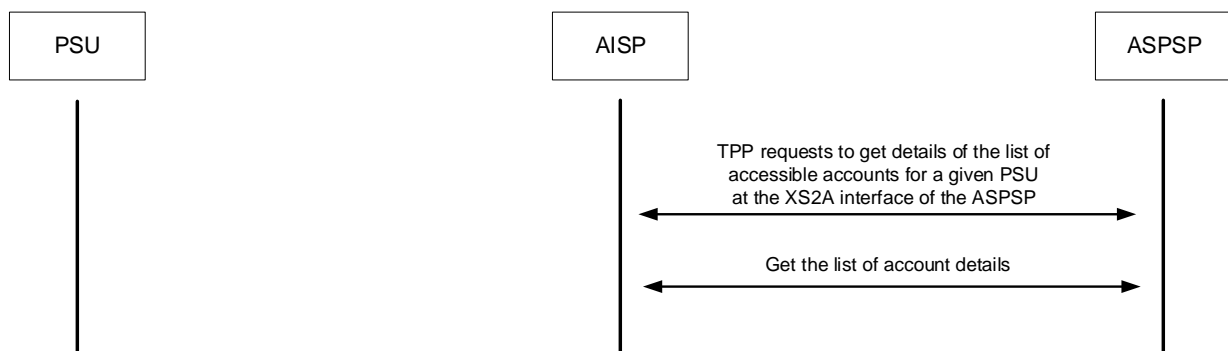 PSU
AISP
ASPSP
TPP requests to get details of the list of
accessible accounts for a given PSU
at the XS2A interface of the ASPSP
Get the list of account details